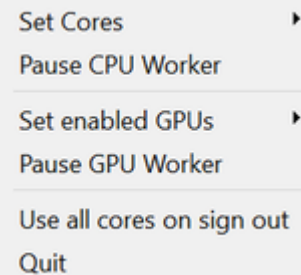 Set Cores
Pause CPU Worker
Set enabled GPUs
Pause GPU Worker
Use all cores on sign out
Quit